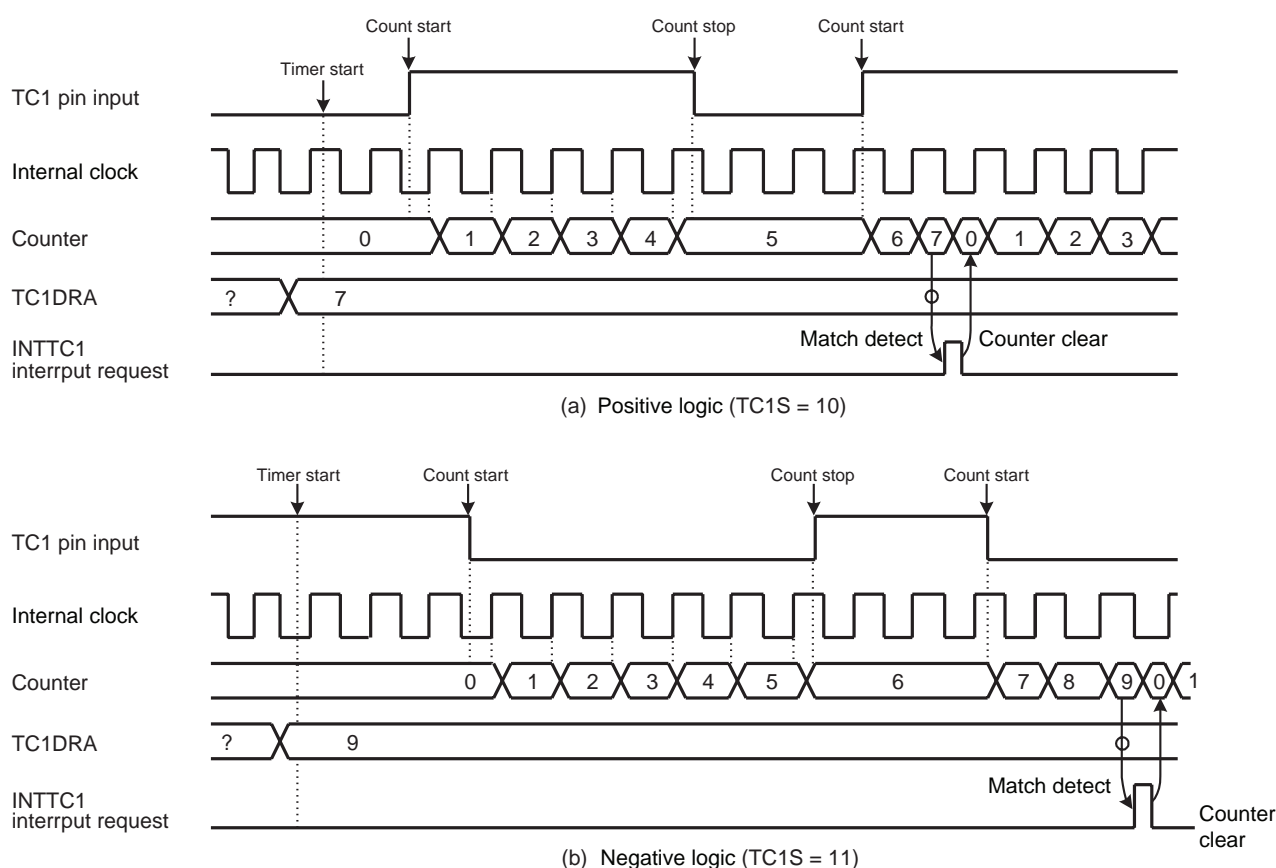 Count start
Count stop
Count start
Timer start
TC1 pin input
Internal clock
Counter
0 1 2 3 4 5 6 7 0 1 2 3
TC1DRA
? 7
Match detect
Counter clear
INTTC1
interrput request
(a) Positive logic (TC1S = 10)
Timer start
Count start
Count stop
Count start
TC1 pin input
Internal clock
Counter
0 1 2 3 4 5 6 7 8 9 0 1
TC1DRA
? 9
Match detect
INTTC1
interrput request
Counter
clear
(b) Negative logic (TC1S = 11)